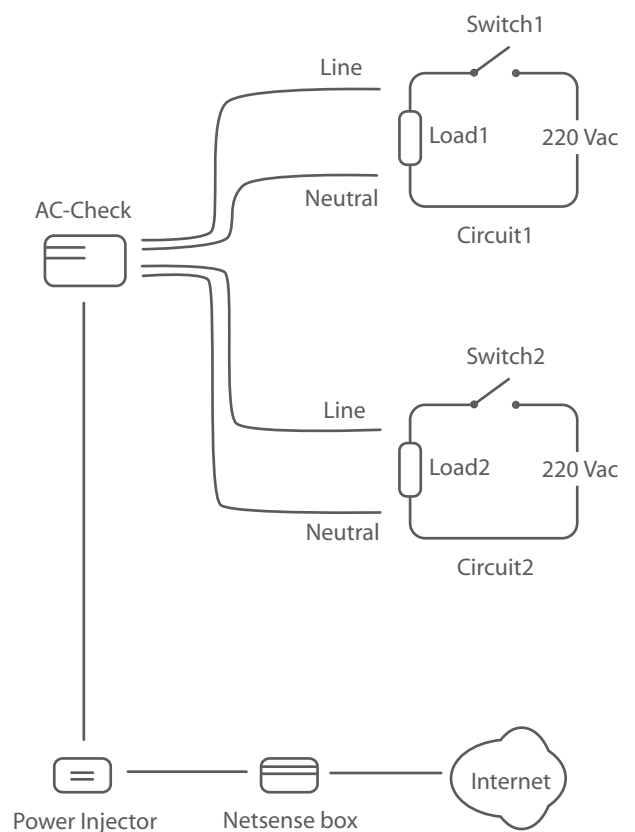 Switch1
Line
Load1
220 Vac
Neutral
AC-Check
Circuit1
Switch2
Line
Load2
220 Vac
Neutral
Circuit2
Internet
Power Injector
Netsense box